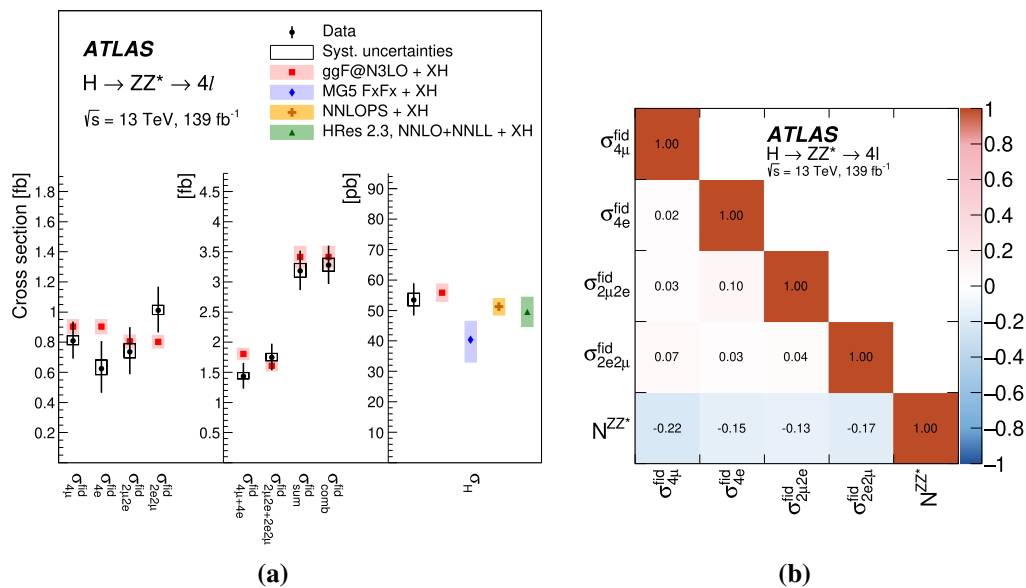 ATLAS
H → ZZ* → 4l
√s = 13 TeV, 139 fb⁻¹
Data
Syst. uncertainties
ggF@N3LO + XH
MG5 FxFx + XH
NNLOPS + XH
HRes 2.3, NNLO+NNLL + XH
Cross section [fb]
1.8
1.6
1.4
1.2
1
0.8
0.6
0.4
0.2
σ^fid_4μ
σ^fid_4e
σ^fid_2μ2e
σ^fid_2e2μ
[fb]
4.5
4
3.5
3
2.5
2
1.5
1
0.5
σ^fid_4μ+4e
σ^fid_2μ2e+2e2μ
σ^fid_sum
σ^fid_comb
[pb]
90
80
70
60
50
40
30
20
10
σ_H
(a)
ATLAS
H → ZZ* → 4l
√s = 13 TeV, 139 fb⁻¹
σ^fid_4μ 1.00
σ^fid_4e 0.02 1.00
σ^fid_2μ2e 0.03 0.10 1.00
σ^fid_2e2μ 0.07 0.03 0.04 1.00
N^ZZ* -0.22 -0.15 -0.13 -0.17 1.00
σ^fid_4μ σ^fid_4e σ^fid_2μ2e σ^fid_2e2μ N^ZZ*
1
0.8
0.6
0.4
0.2
0
−0.2
−0.4
−0.6
−0.8
−1
(b)